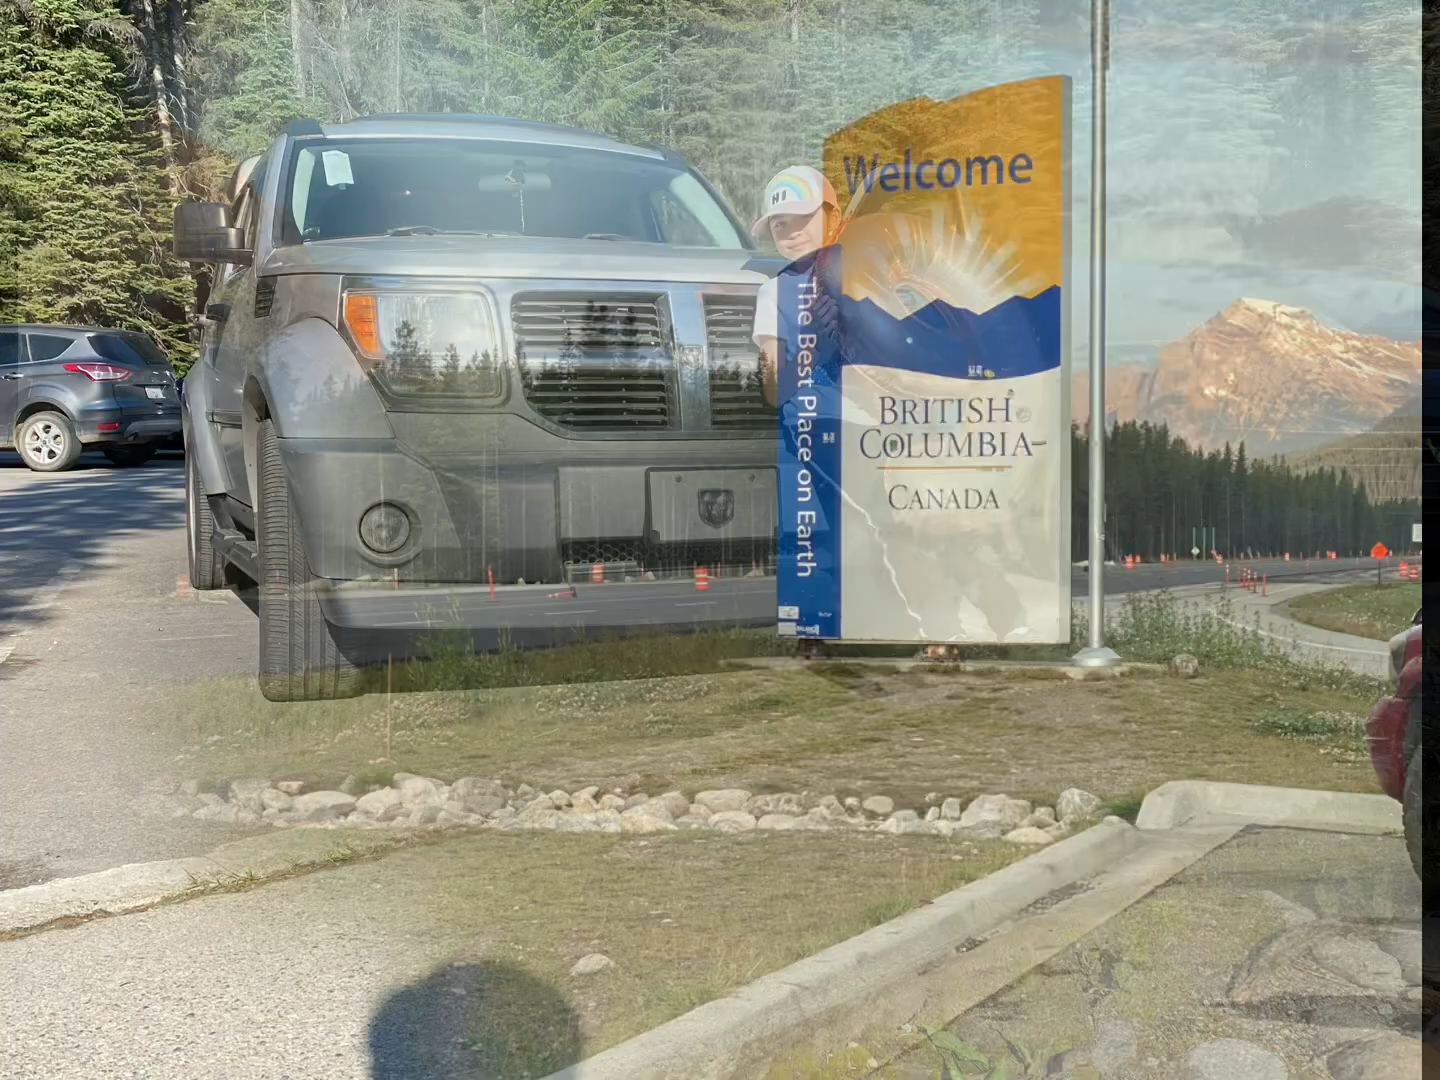 Welcome
HI
The Best Place on Earth
BRITISH
COLUMBIA
CANADA